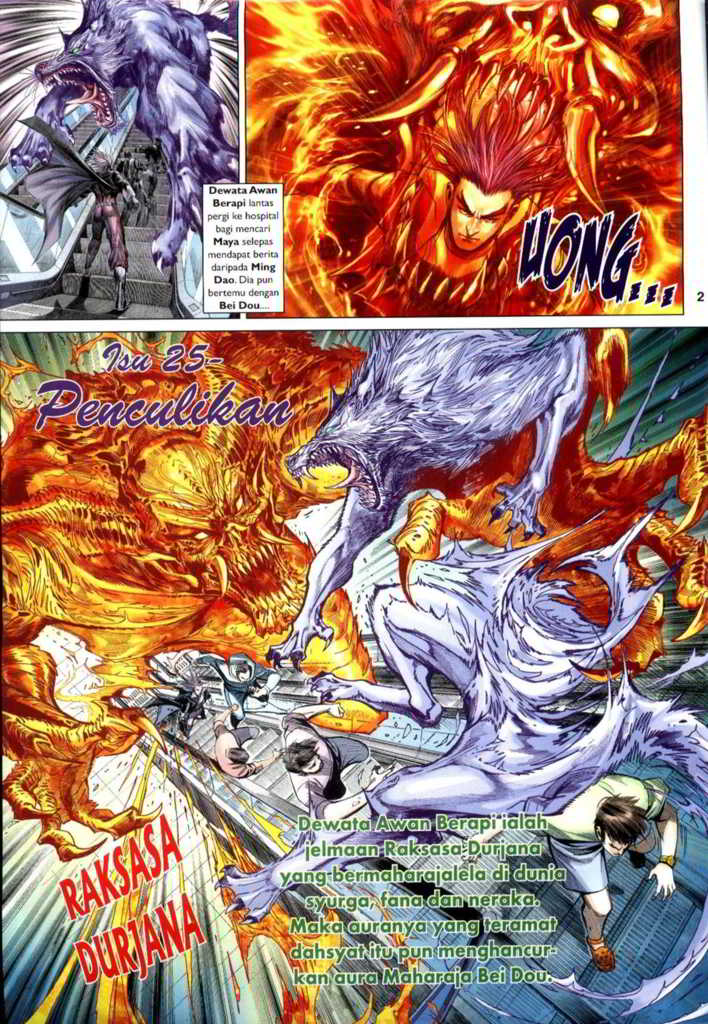 Dewata Awan
Berapi lantas
pergi ke hospital
bagi mencari
Maya selepas
mendapat berita
daripada Ming
Dao. Dia pun
bertemu dengan
Bei Dou....
UONG...
2
Isu 25-
Penculikan
RAKSASA
DURJANA
Dewata Awan Berapi ialah
jelmaan Raksasa Durjana
yang bermaharajalela di dunia
syurga, fana dan neraka.
Maka auranya yang teramat
dahsyat itu pun menghancur-
kan aura Maharaja Bei Dou.